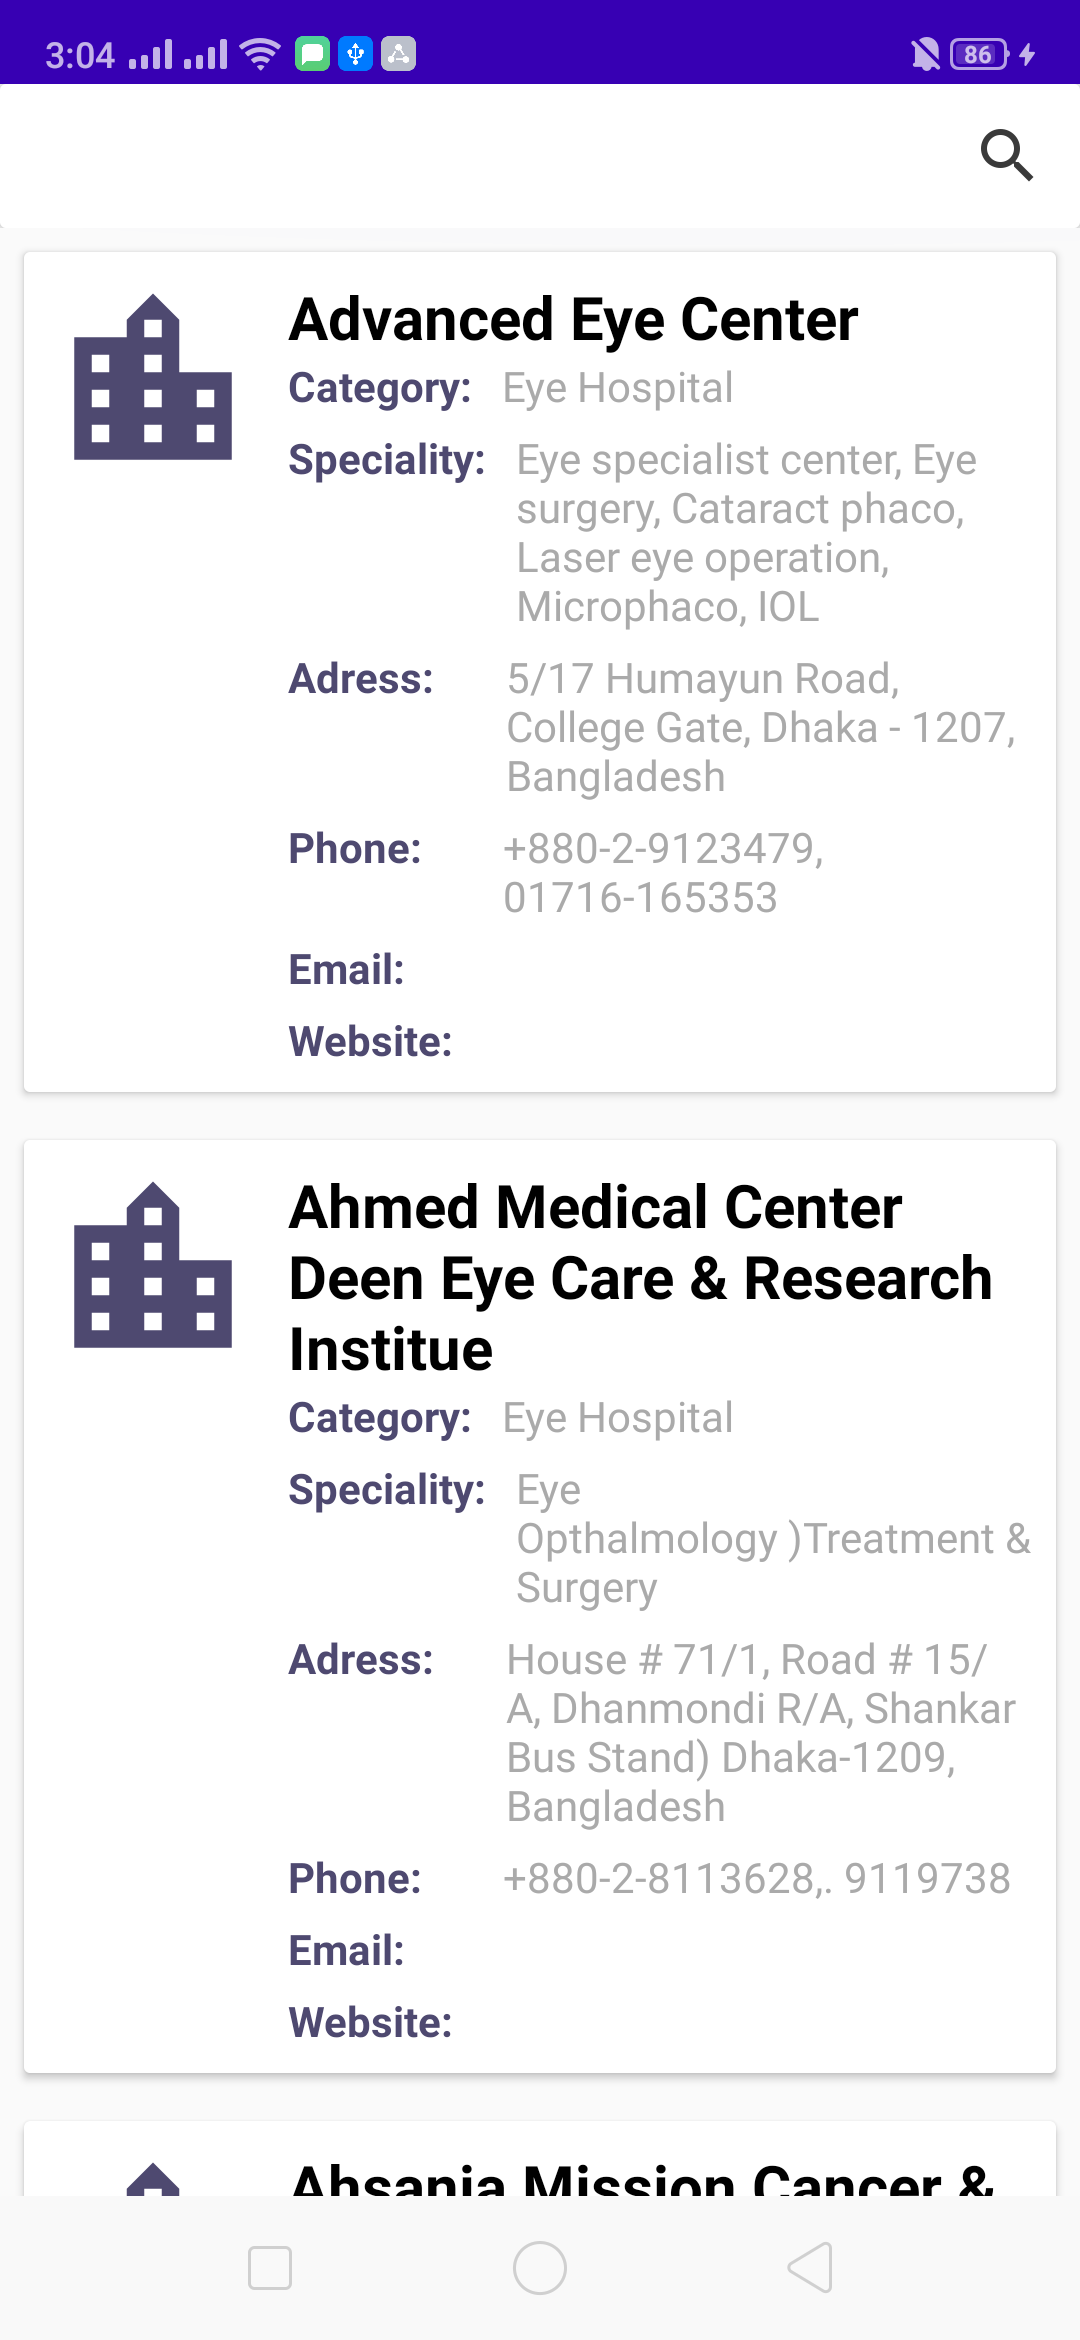 3:04
86
Advanced Eye Center
Category: Eye Hospital
Speciality: Eye specialist center, Eye
surgery, Cataract phaco,
Laser eye operation,
Microphaco, IOL
Adress: 5/17 Humayun Road,
College Gate, Dhaka - 1207,
Bangladesh
Phone: +880-2-9123479,
01716-165353
Email:
Website:
Ahmed Medical Center
Deen Eye Care & Research
Institue
Category: Eye Hospital
Speciality: Eye
Opthalmology )Treatment &
Surgery
Adress: House # 71/1, Road # 15/
A, Dhanmondi R/A, Shankar
Bus Stand) Dhaka-1209,
Bangladesh
Phone: +880-2-8113628,. 9119738
Email:
Website:
Ahsania Mission Cancer &